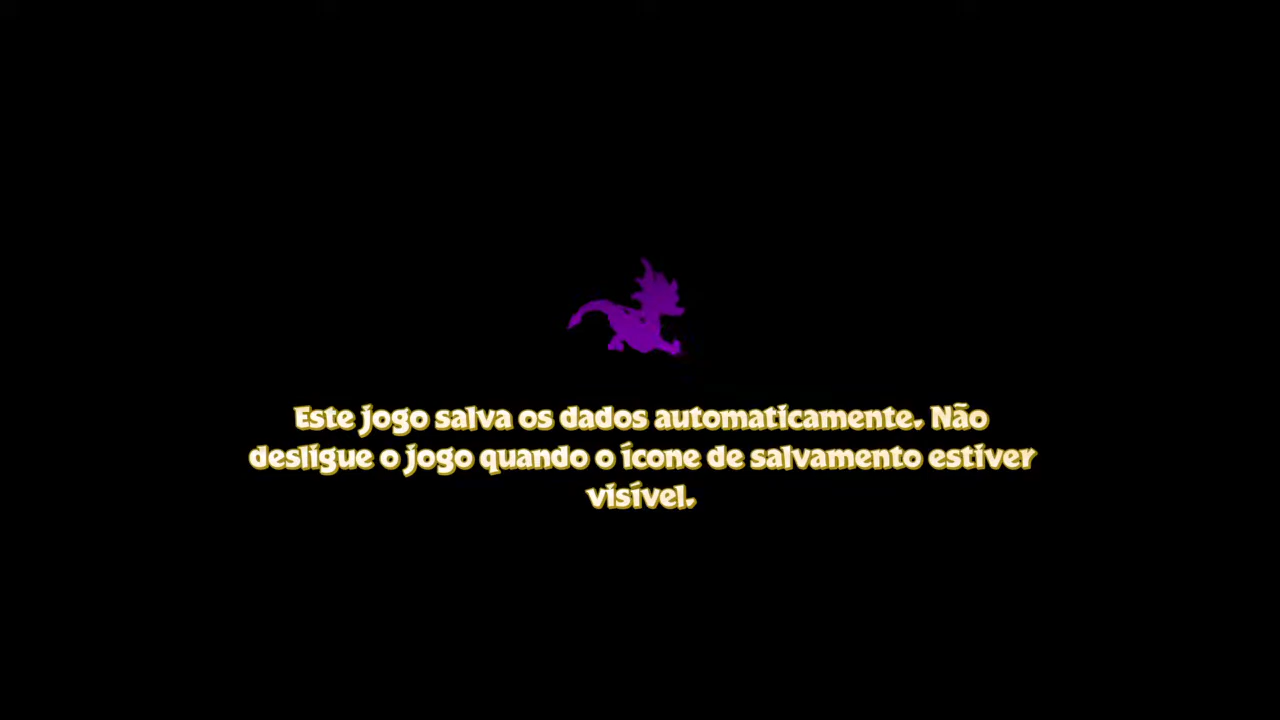 Este jogo salva os dados automaticamente. Não
desligue o jogo quando o ícone de salvamento estiver
visível.